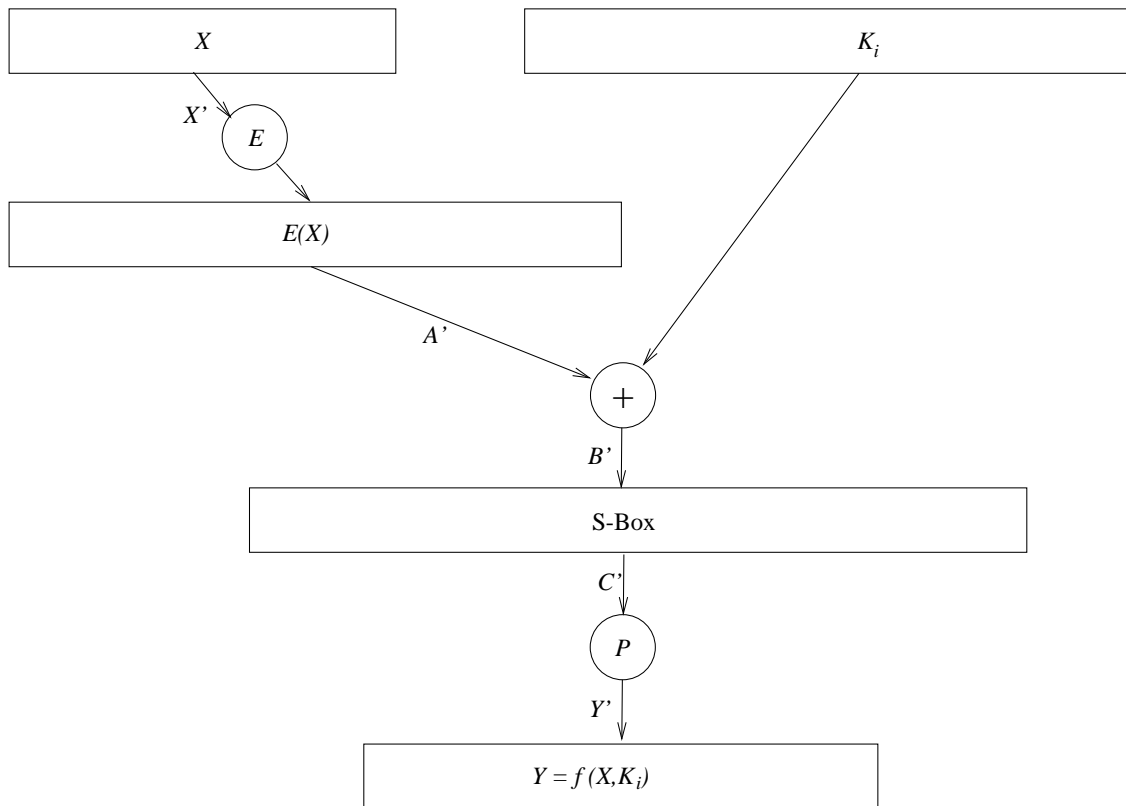 X
K_i
X’
E
E(X)
A’
+
B’
S-Box
C’
P
Y’
Y = f (X,K_i)